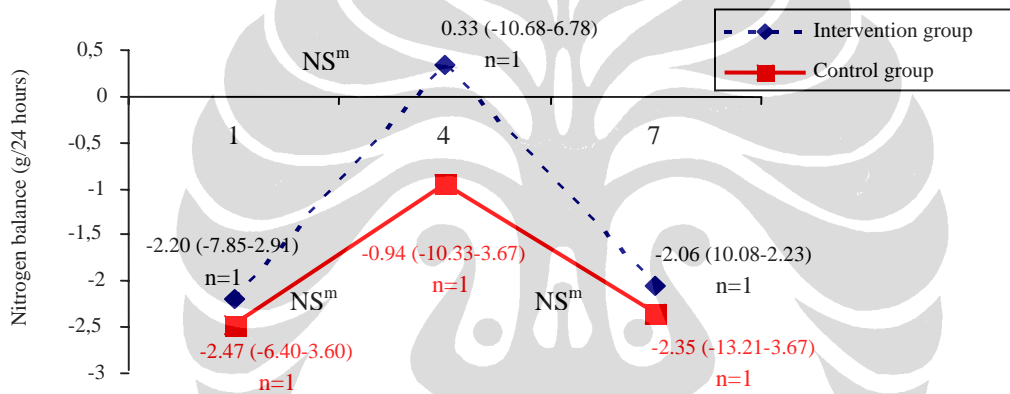 0.33 (-10.68-6.78)
n=1
Intervention group
Control group
NSᵐ
Nitrogen balance (g/24 hours)
0,5
0
-0,5
-1
-1,5
-2
-2,5
-3
1
4
7
-2.20 (-7.85-2.91)
n=1
-0.94 (-10.33-3.67)
n=1
-2.06 (10.08-2.23)
n=1
NSᵐ
NSᵐ
-2.47 (-6.40-3.60)
n=1
-2.35 (-13.21-3.67)
n=1